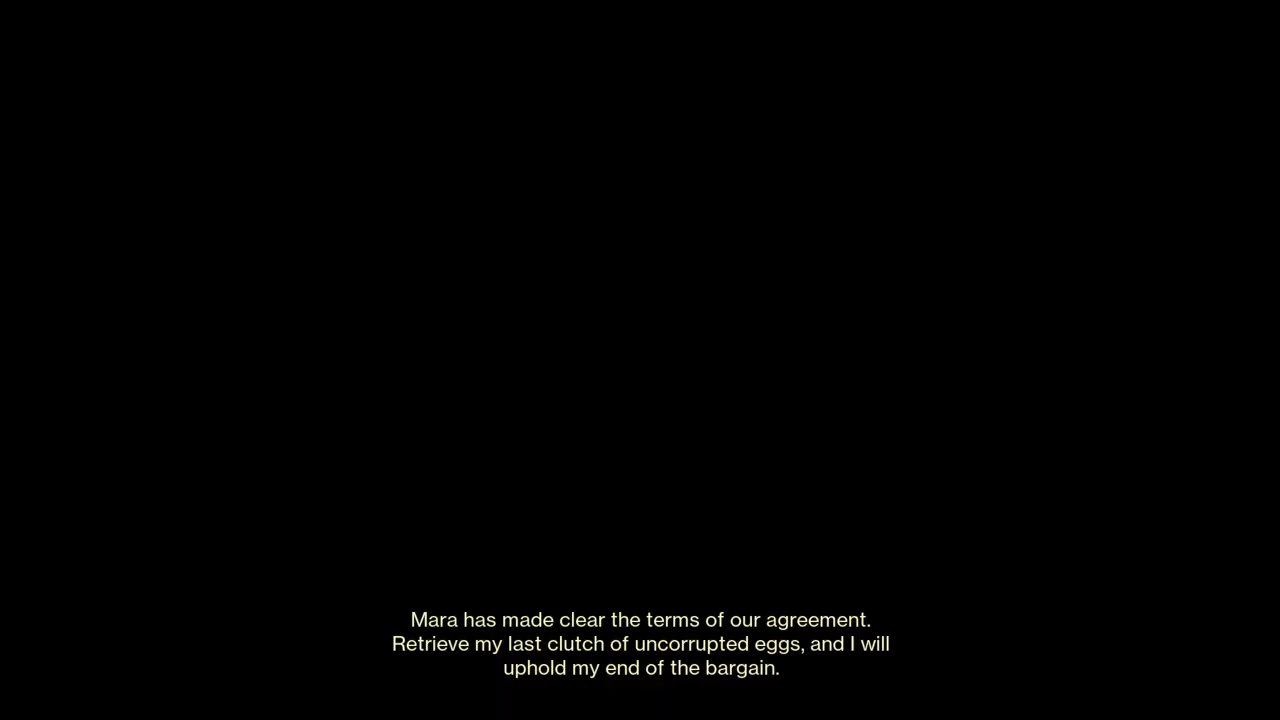 Mara has made clear the terms of our agreement.
Retrieve my last clutch of uncorrupted eggs, and I will
uphold my end of the bargain.